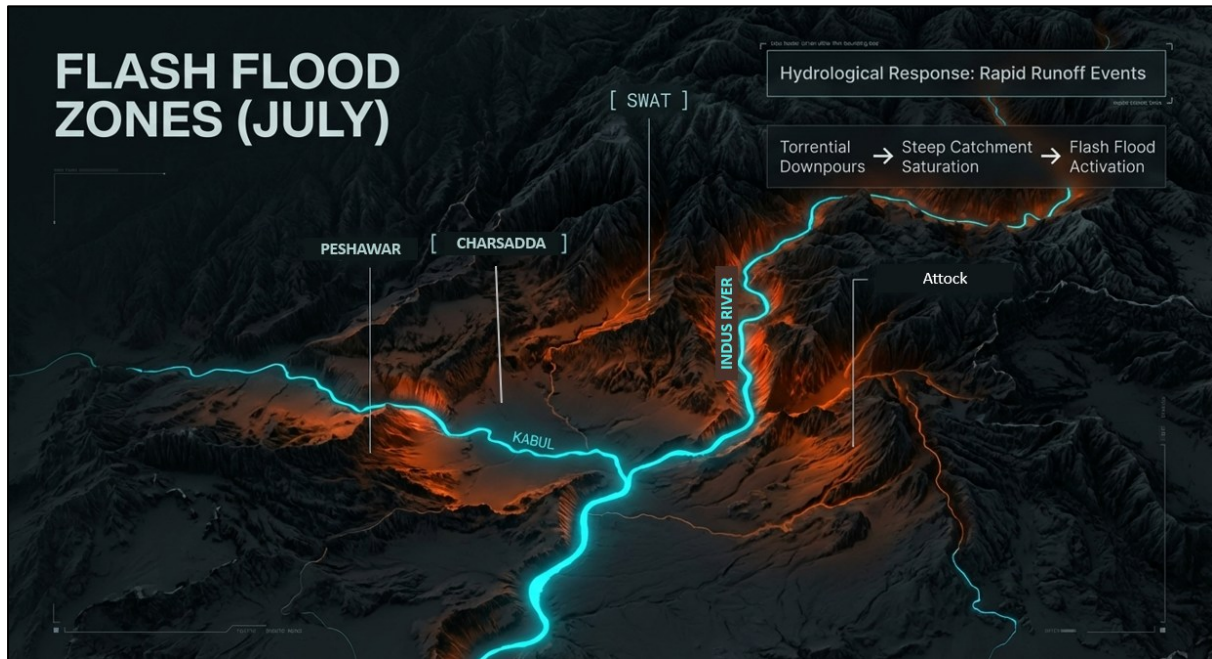 FLASH FLOOD
ZONES (JULY)
Hydrological Response: Rapid Runoff Events
[ SWAT ]
Torrential
Downpours
→
Steep Catchment
Saturation
→
Flash Flood
Activation
PESHAWAR
[ CHARSADDA ]
Attock
INDUS RIVER
KABUL